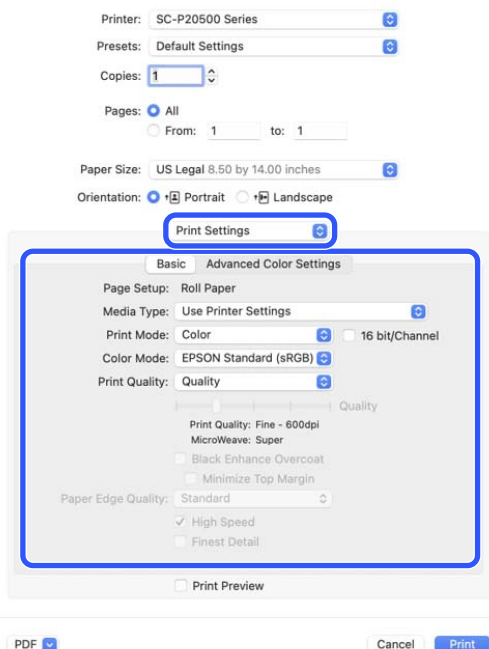 Printer: SC-P20500 Series
Presets: Default Settings
Copies: 1
Pages: All
From: 1 to: 1
Paper Size: US Legal 8.50 by 14.00 inches
Orientation: Portrait Landscape
Print Settings
Basic Advanced Color Settings
Page Setup: Roll Paper
Media Type: Use Printer Settings
Print Mode: Color 16 bit/Channel
Color Mode: EPSON Standard (sRGB)
Print Quality: Quality
Quality
Print Quality: Fine - 600dpi
MicroWeave: Super
Black Enhance Overcoat
Minimize Top Margin
Paper Edge Quality: Standard
High Speed
Finest Detail
Print Preview
PDF Cancel Print